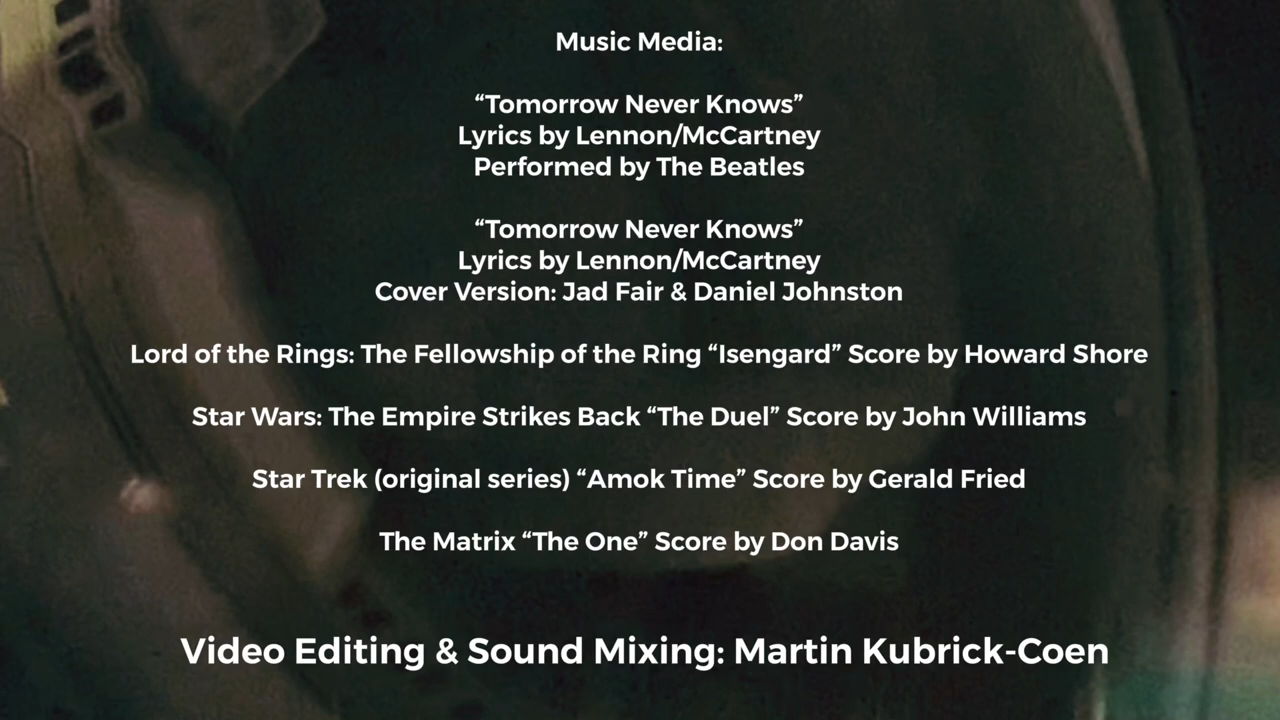 Music Media:
“Tomorrow Never Knows”
Lyrics by Lennon/McCartney
Performed by The Beatles
“Tomorrow Never Knows”
Lyrics by Lennon/McCartney
Cover Version: Jad Fair & Daniel Johnston
Lord of the Rings: The Fellowship of the Ring “Isengard” Score by Howard Shore
Star Wars: The Empire Strikes Back “The Duel” Score by John Williams
Star Trek (original series) “Amok Time” Score by Gerald Fried
The Matrix “The One” Score by Don Davis
Video Editing & Sound Mixing: Martin Kubrick-Coen